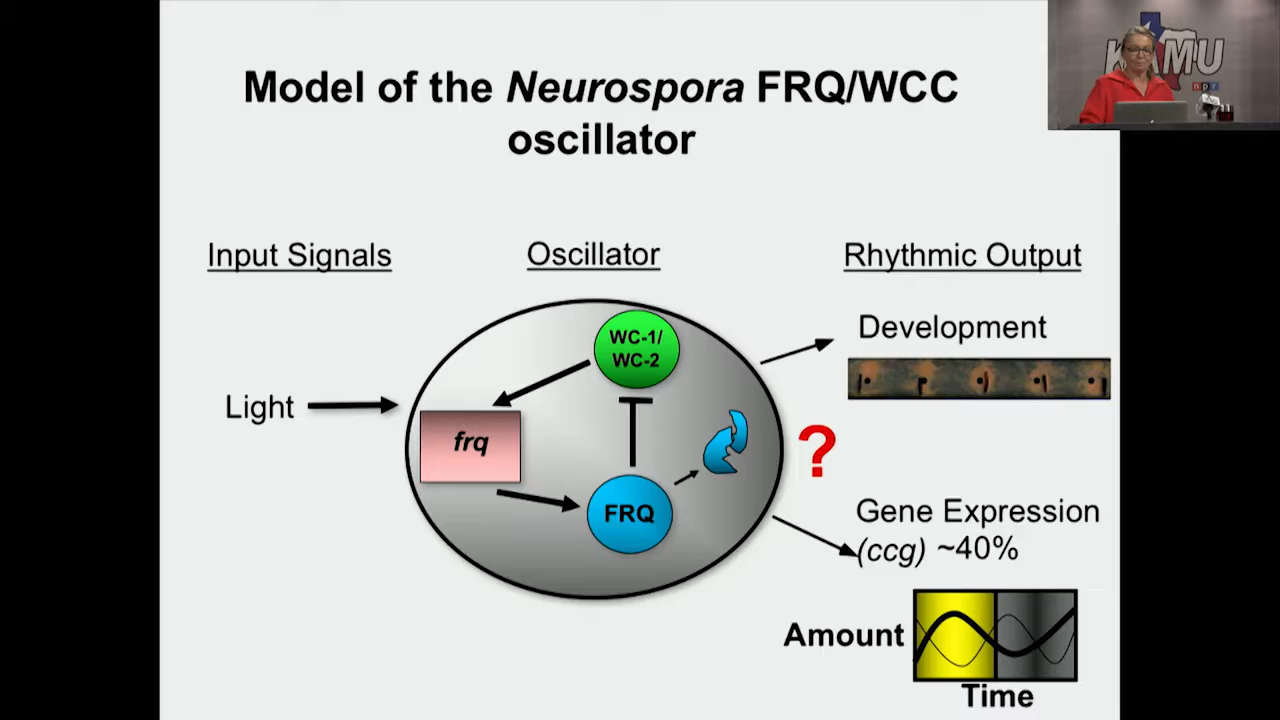 KAMU
npr
Model of the Neurospora FRQ/WCC
oscillator
Input Signals
Oscillator
Rhythmic Output
Light
WC-1/
WC-2
frq
FRQ
Development
?
Gene Expression
(ccg) ~40%
Amount
Time